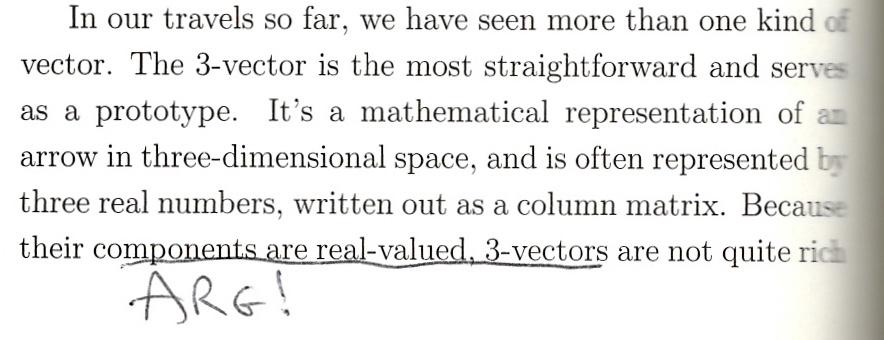 In our travels so far, we have seen more than one kind of
vector. The 3-vector is the most straightforward and serves
as a prototype. It's a mathematical representation of an
arrow in three-dimensional space, and is often represented by
three real numbers, written out as a column matrix. Because
their components are real-valued, 3-vectors are not quite rich
ARG!